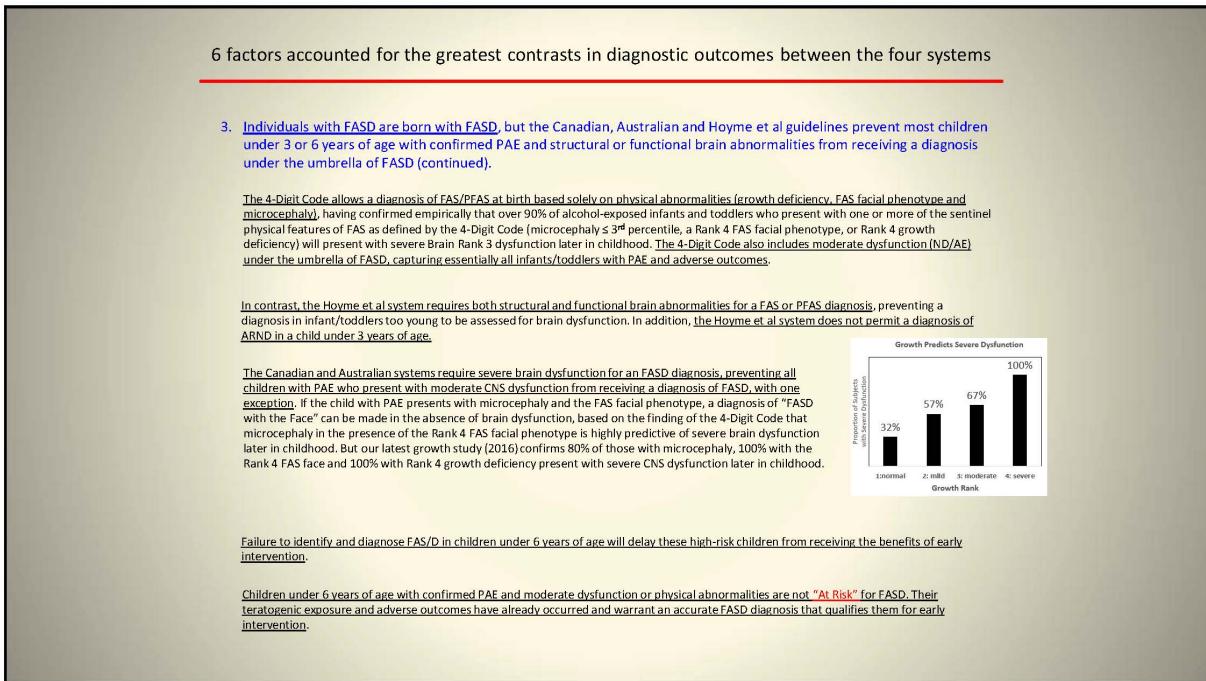 6 factors accounted for the greatest contrasts in diagnostic outcomes between the four systems
3. Individuals with FASD are born with FASD, but the Canadian, Australian and Hoyme et al guidelines prevent most children
under 3 or 6 years of age with confirmed PAE and structural or functional brain abnormalities from receiving a diagnosis
under the umbrella of FASD (continued).
The 4-Digit Code allows a diagnosis of FAS/PFAS at birth based solely on physical abnormalities (growth deficiency, FAS facial phenotype and
microcephaly), having confirmed empirically that over 90% of alcohol-exposed infants and toddlers who present with one or more of the sentinel
physical features of FAS as defined by the 4-Digit Code (microcephaly ≤ 3rd percentile, a Rank 4 FAS facial phenotype, or Rank 4 growth
deficiency) will present with severe Brain Rank 3 dysfunction later in childhood. The 4-Digit Code also includes moderate dysfunction (ND/AE)
under the umbrella of FASD, capturing essentially all infants/toddlers with PAE and adverse outcomes.
In contrast, the Hoyme et al system requires both structural and functional brain abnormalities for a FAS or PFAS diagnosis, preventing a
diagnosis in infant/toddlers too young to be assessed for brain dysfunction. In addition, the Hoyme et al system does not permit a diagnosis of
ARND in a child under 3 years of age.
The Canadian and Australian systems require severe brain dysfunction for an FASD diagnosis, preventing all
children with PAE who present with moderate CNS dysfunction from receiving a diagnosis of FASD, with one
exception. If the child with PAE presents with microcephaly and the FAS facial phenotype, a diagnosis of “FASD
with the Face” can be made in the absence of brain dysfunction, based on the finding of the 4-Digit Code that
microcephaly in the presence of the Rank 4 FAS facial phenotype is highly predictive of severe brain dysfunction
later in childhood. But our latest growth study (2016) confirms 80% of those with microcephaly, 100% with the
Rank 4 FAS face and 100% with Rank 4 growth deficiency present with severe CNS dysfunction later in childhood.
Growth Predicts Severe Dysfunction
Proportion of Subjects
with Severe Dysfunction
32%
57%
67%
100%
1:normal
2: mild
3: moderate
4: severe
Growth Rank
Failure to identify and diagnose FAS/D in children under 6 years of age will delay these high-risk children from receiving the benefits of early
intervention.
Children under 6 years of age with confirmed PAE and moderate dysfunction or physical abnormalities are not “At Risk” for FASD. Their
teratogenic exposure and adverse outcomes have already occurred and warrant an accurate FASD diagnosis that qualifies them for early
intervention.